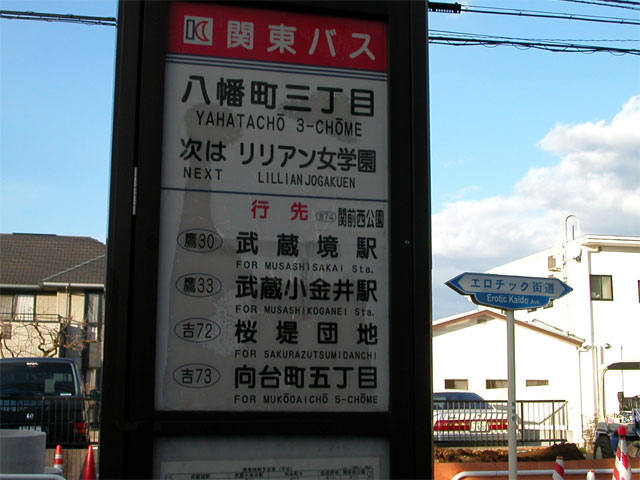 関東バス
八幡町三丁目
YAHATACHŌ 3-CHŌME
次は リリアン女学園
NEXT LILLIANJOGAKUEN
行先 吉74 関前西公園
鷹30 武蔵境駅
FOR MUSASHISAKAI Sta.
鷹33 武蔵小金井駅
FOR MUSASHIKOGANEI Sta.
吉72 桜堤団地
FOR SAKURAZUTSUMIDANCHI
吉73 向台町五丁目
FOR MUKŌDAICHŌ 5-CHŌME
エロチック街道
Erotic Kaido Ave.